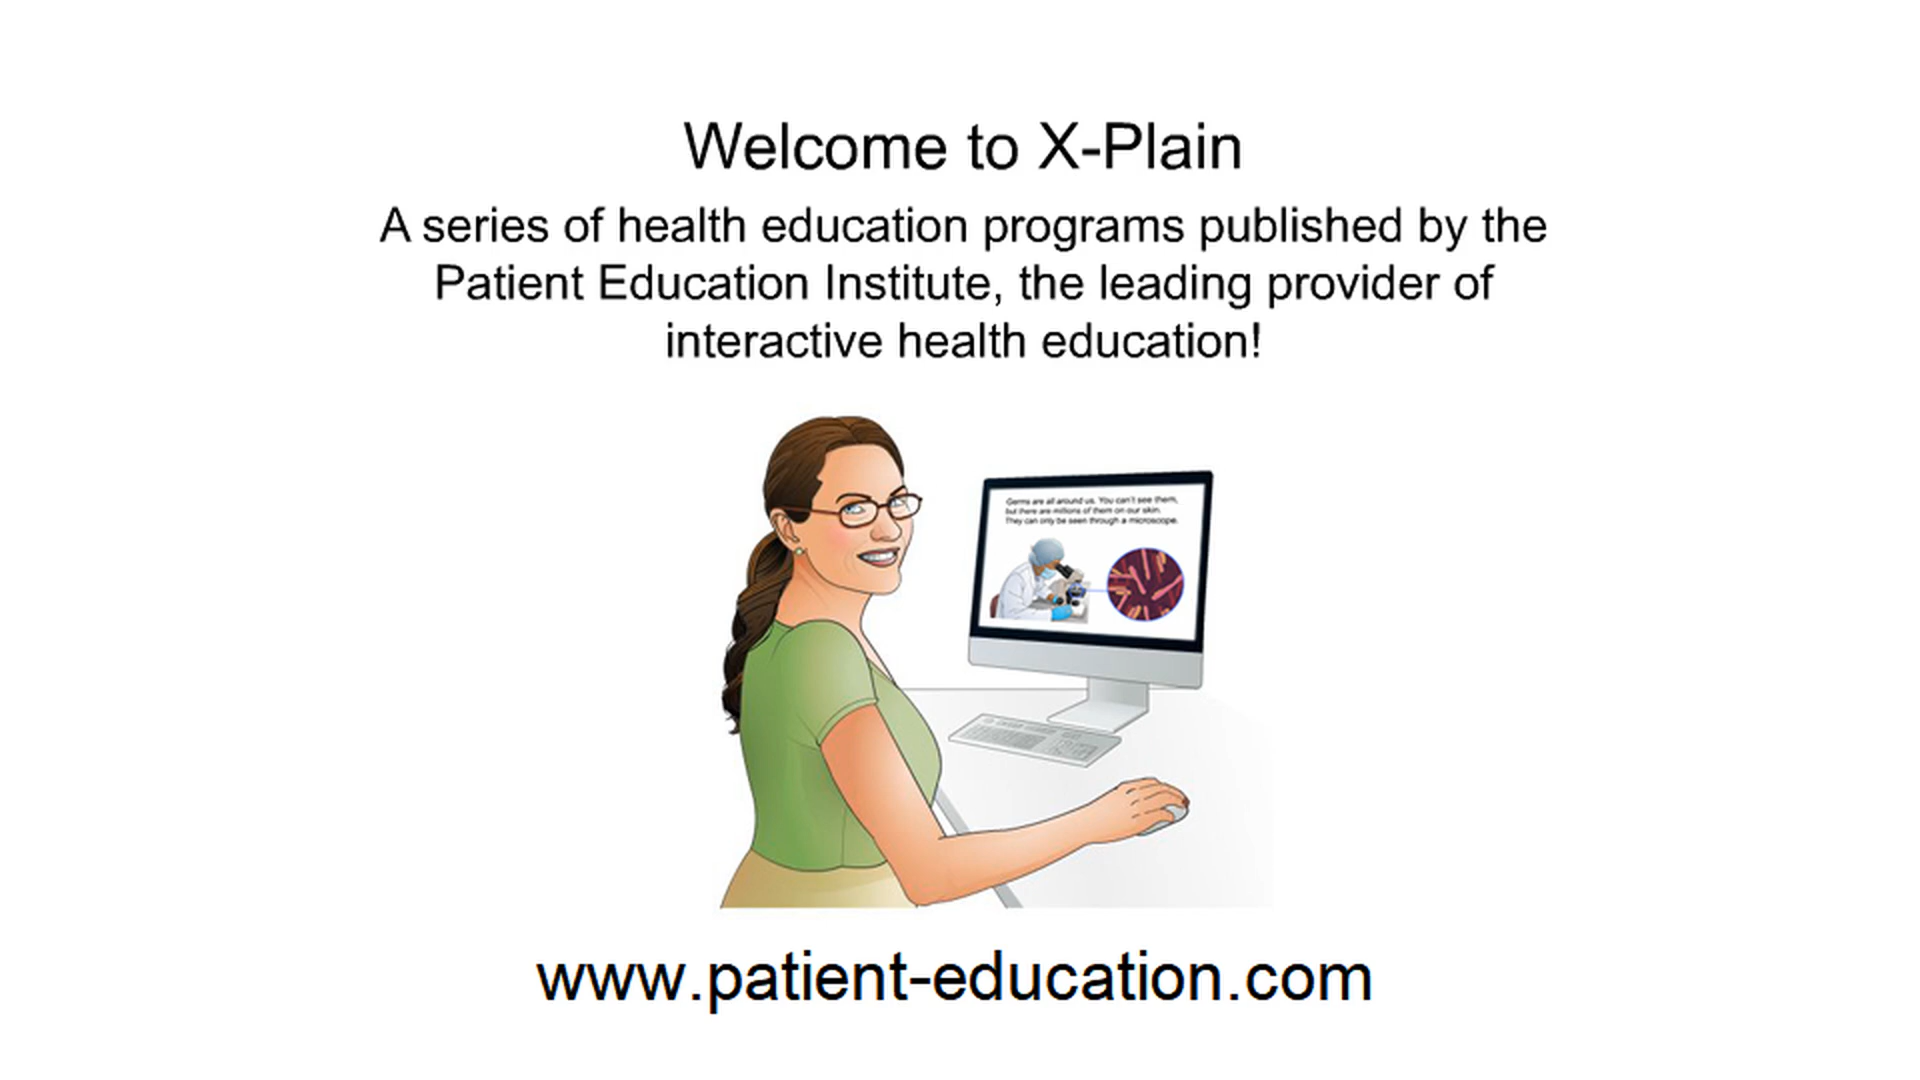 Welcome to X-Plain
A series of health education programs published by the
Patient Education Institute, the leading provider of
interactive health education!
Germs are all around us. You can't see them,
but there are millions of them on our skin.
They can only be seen through a microscope.
www.patient-education.com